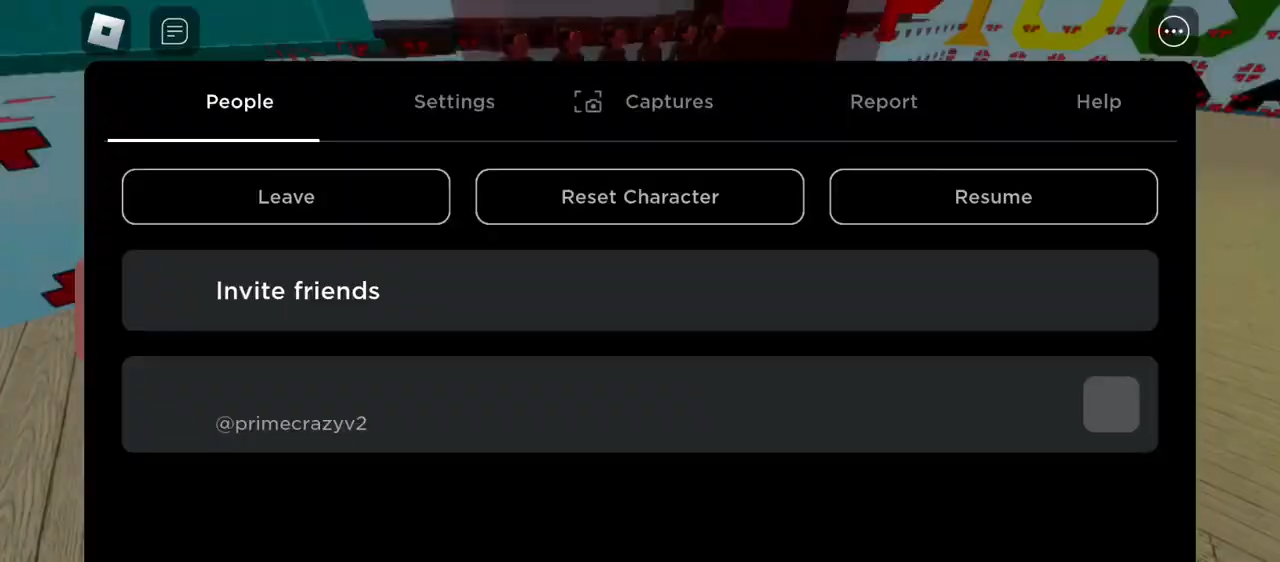 People
Settings
Captures
Report
Help
Leave
Reset Character
Resume
Invite friends
@primecrazyv2